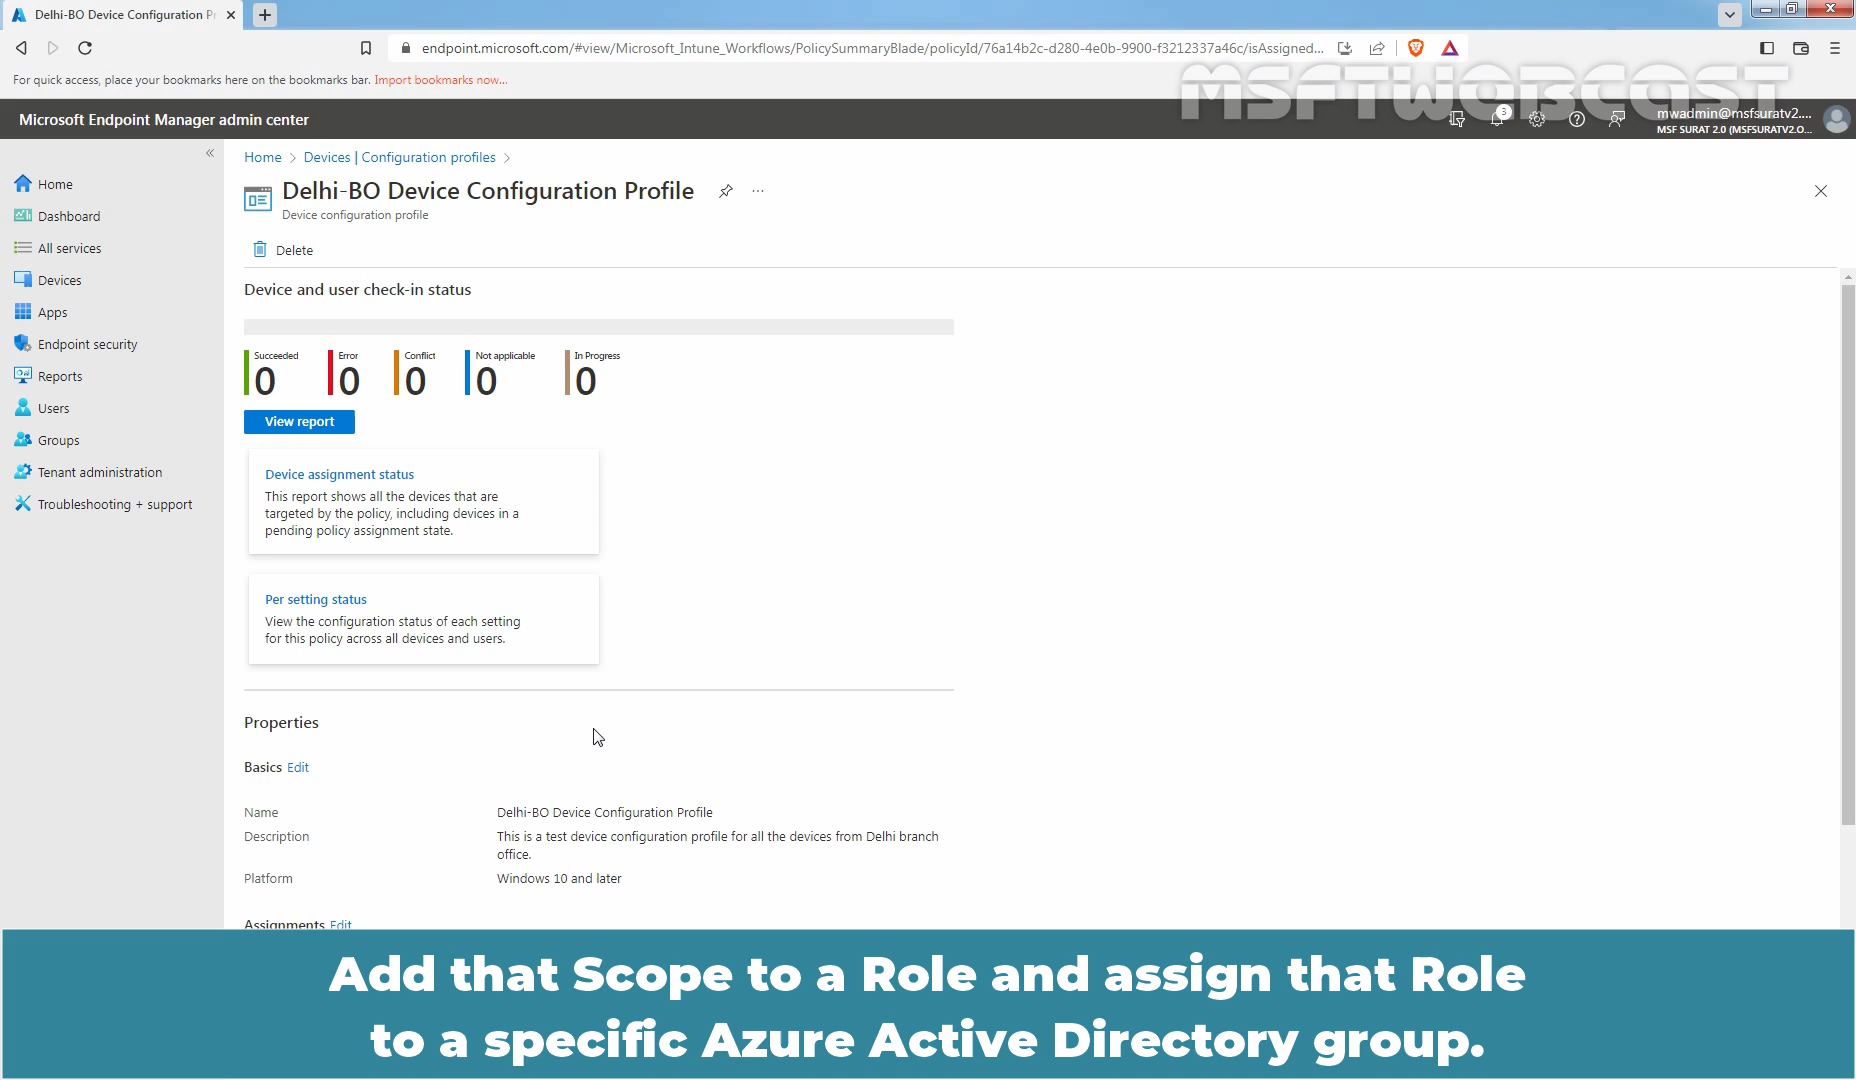 Delhi-BO Device Configuration Pr
endpoint.microsoft.com/#view/Microsoft_Intune_Workflows/PolicySummaryBlade/policyId/76a14b2c-d280-4e0b-9900-f3212337a46c/isAssigned...
For quick access, place your bookmarks here on the bookmarks bar. Import bookmarks now...
MSFTWEBCAST
Microsoft Endpoint Manager admin center
3
mwadmin@msfsuratv2....
MSF SURAT 2.0 (MSFSURATV2.O...
Home > Devices | Configuration profiles >
Delhi-BO Device Configuration Profile
Device configuration profile
Home
Dashboard
All services
Devices
Apps
Endpoint security
Reports
Users
Groups
Tenant administration
Troubleshooting + support
Delete
Device and user check-in status
Succeeded Error Conflict Not applicable In Progress
0 0 0 0 0
View report
Device assignment status
This report shows all the devices that are
targeted by the policy, including devices in a
pending policy assignment state.
Per setting status
View the configuration status of each setting
for this policy across all devices and users.
Properties
Basics Edit
Name Delhi-BO Device Configuration Profile
Description This is a test device configuration profile for all the devices from Delhi branch
office.
Platform Windows 10 and later
Assignments Edit
Add that Scope to a Role and assign that Role
to a specific Azure Active Directory group.